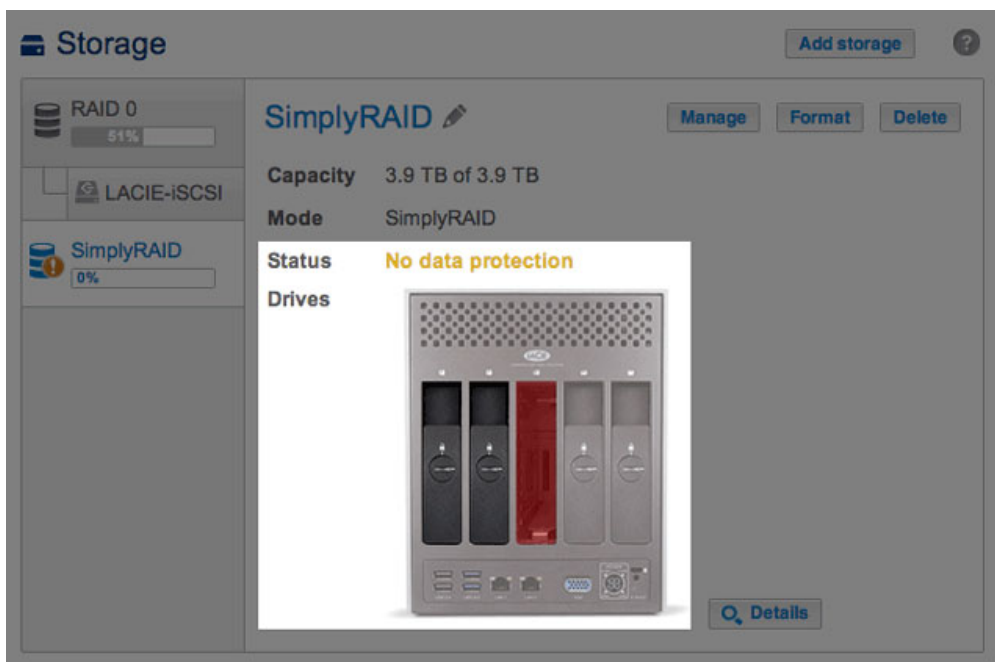 Storage
Add storage
?
RAID 0
51%
LACIE-iSCSI
SimplyRAID
0%
SimplyRAID
Manage
Format
Delete
Capacity 3.9 TB of 3.9 TB
Mode SimplyRAID
Status No data protection
Drives
Details